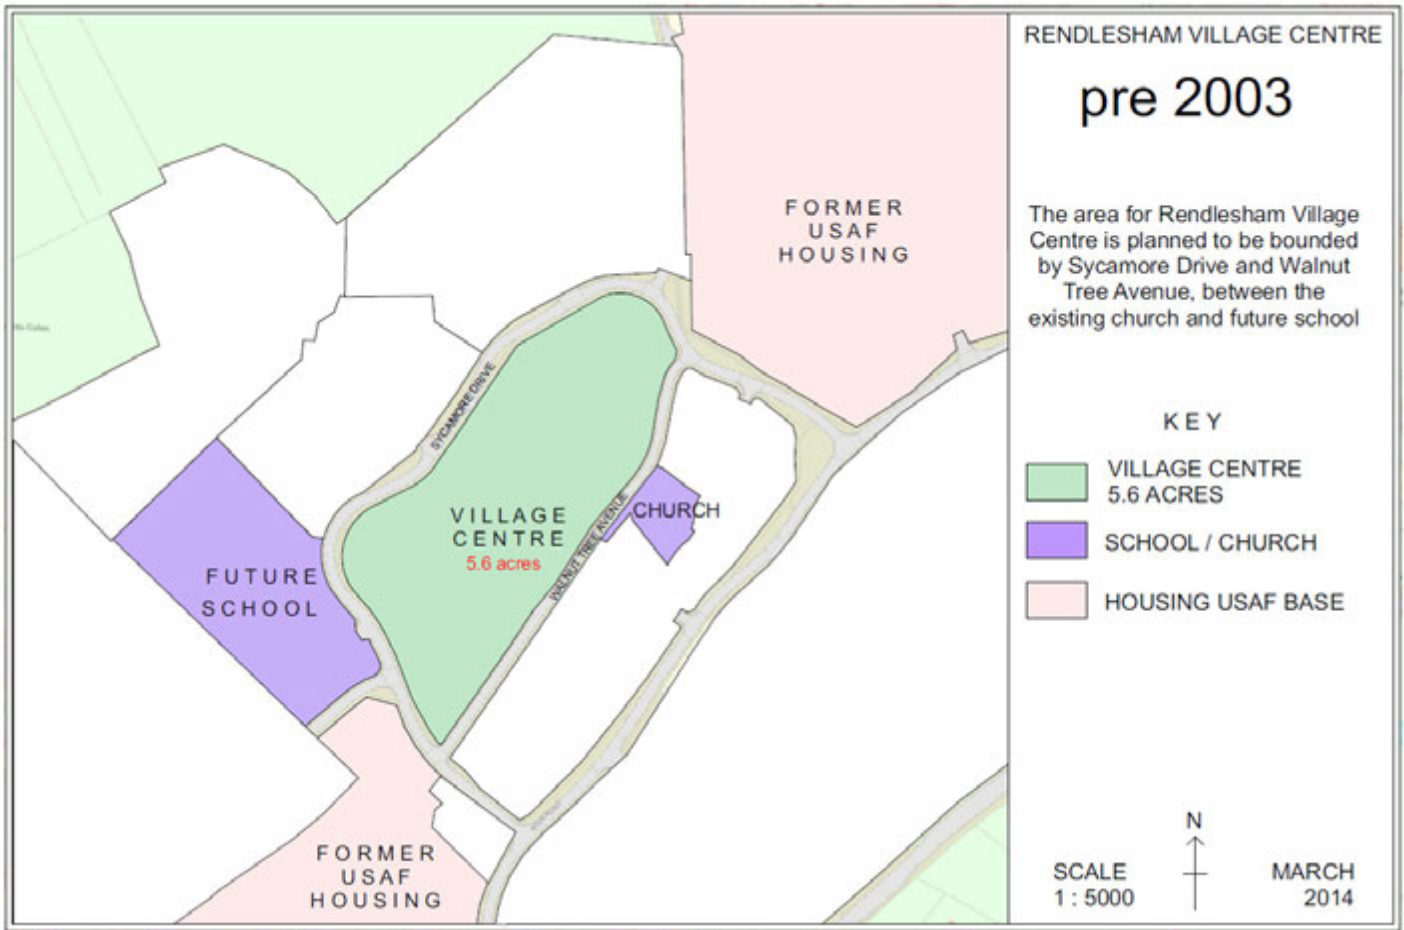 RENDLESHAM VILLAGE CENTRE
pre 2003
The area for Rendlesham Village
Centre is planned to be bounded
by Sycamore Drive and Walnut
Tree Avenue, between the
existing church and future school
KEY
VILLAGE CENTRE
5.6 ACRES
SCHOOL / CHURCH
HOUSING USAF BASE
SCALE
1 : 5000
N
MARCH
2014
FORMER
USAF
HOUSING
SYCAMORE DRIVE
VILLAGE
CENTRE
5.6 acres
WALNUT TREE AVENUE
CHURCH
FUTURE
SCHOOL
FORMER
USAF
HOUSING